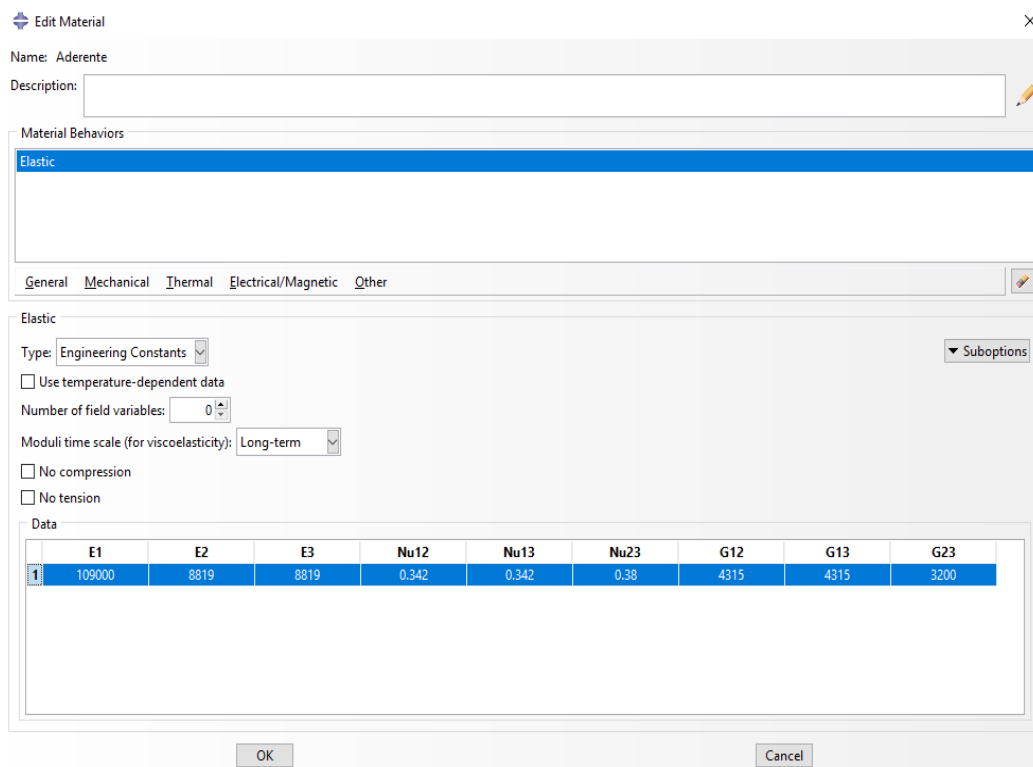 Edit Material
Name: Aderente
Description:
Material Behaviors
Elastic
General Mechanical Thermal Electrical/Magnetic Other
Elastic
Type: Engineering Constants
Suboptions
Use temperature-dependent data
Number of field variables: 0
Moduli time scale (for viscoelasticity): Long-term
No compression
No tension
Data
E1 E2 E3 Nu12 Nu13 Nu23 G12 G13 G23
1 109000 8819 8819 0.342 0.342 0.38 4315 4315 3200
OK Cancel